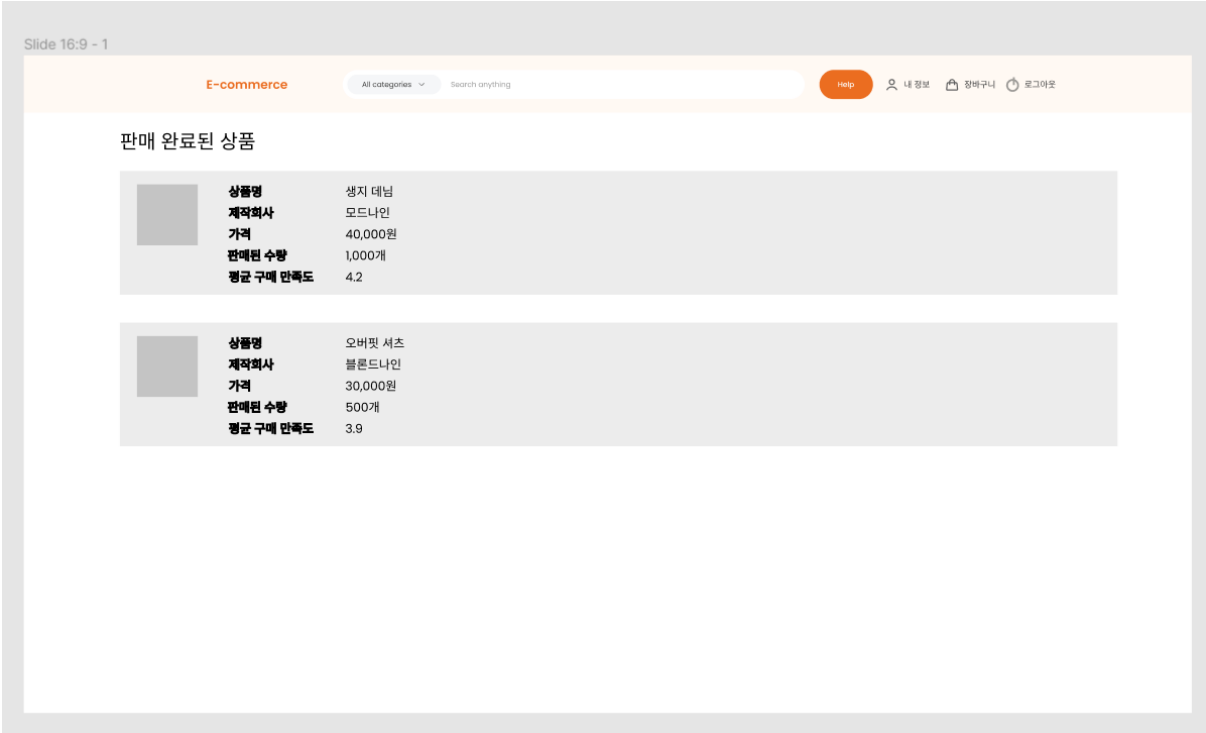 Slide 16:9 - 1
E-commerce All categories Search anything Help 내 정보 장바구니 로그아웃
판매 완료된 상품
상품명 생지 데님
제작회사 모드나인
가격 40,000원
판매된 수량 1,000개
평균 구매 만족도 4.2
상품명 오버핏 셔츠
제작회사 블론드나인
가격 30,000원
판매된 수량 500개
평균 구매 만족도 3.9